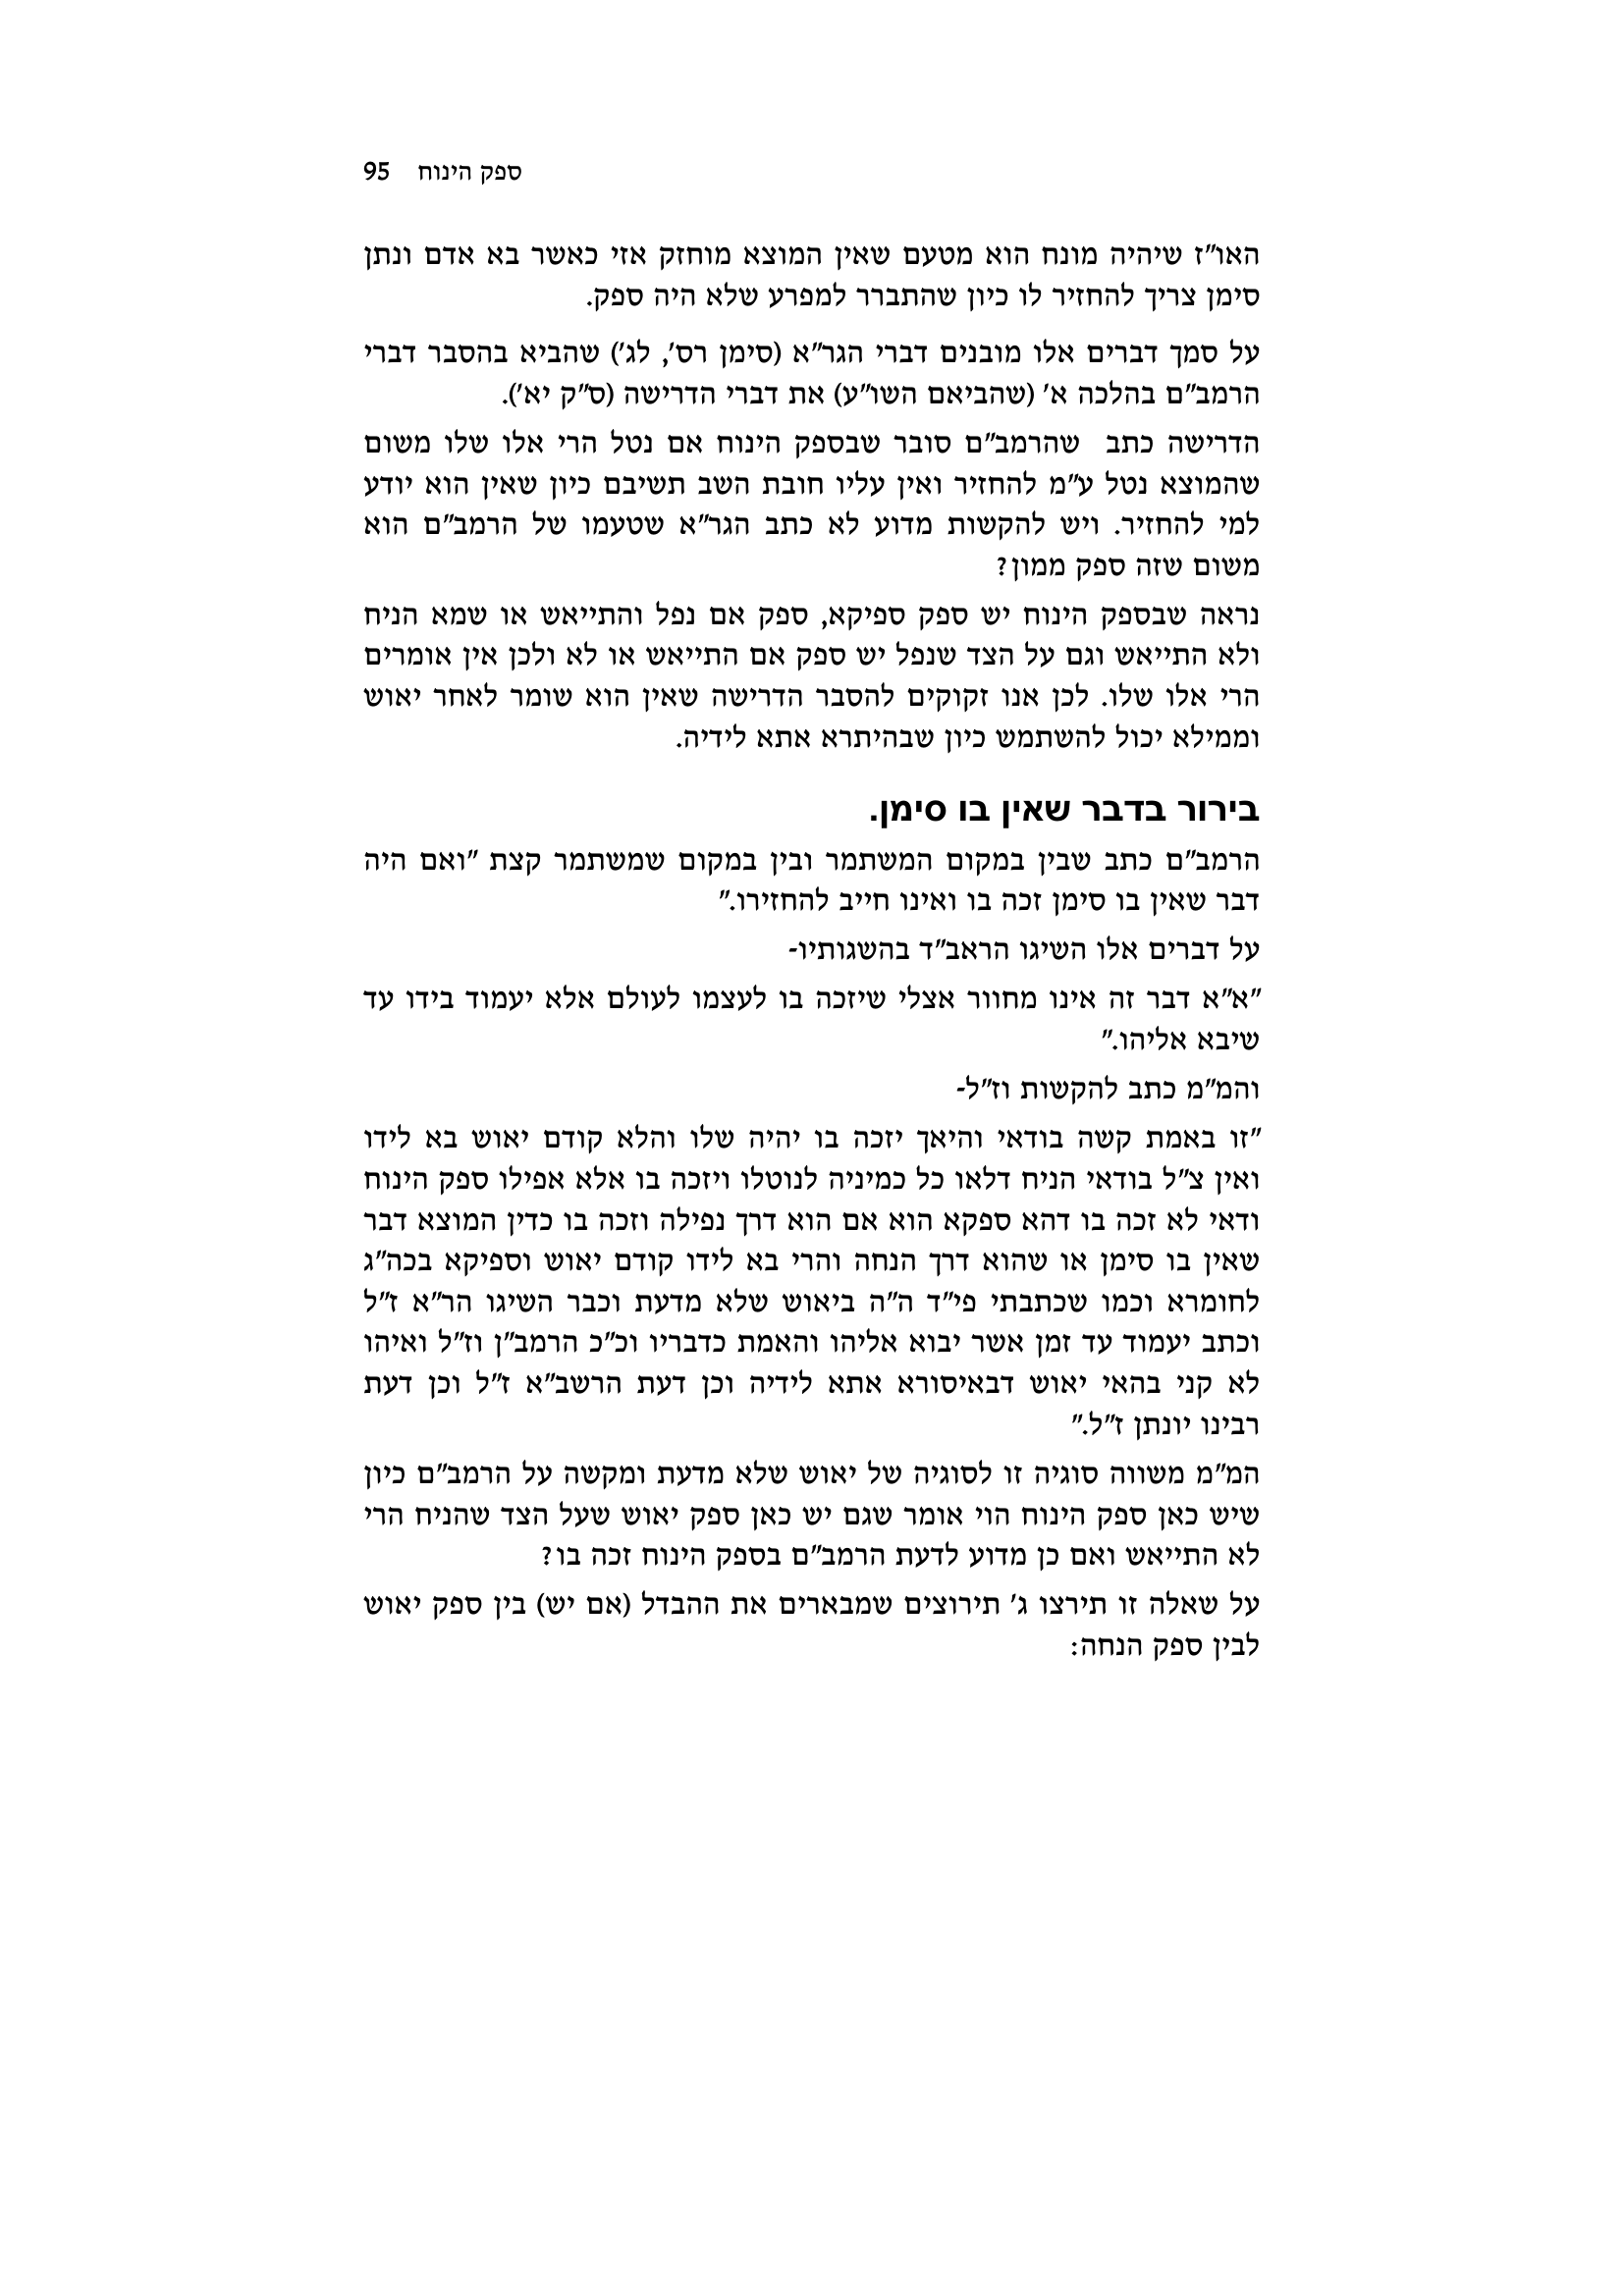 ספק הינוח 95
האו"ז שיהיה מונח הוא מטעם שאין המוצא מוחזק אזי כאשר בא אדם ונתן
סימן צריך להחזיר לו כיון שהתברר למפרע שלא היה ספק.
על סמך דברים אלו מובנים דברי הגר"א (סימן רס', לג') שהביא בהסבר דברי
הרמב"ם בהלכה א' (שהביאם השו"ע) את דברי הדרישה (ס"ק יא').
הדרישה כתב שהרמב"ם סובר שבספק הינוח אם נטל הרי אלו שלו משום
שהמוצא נטל ע"מ להחזיר ואין עליו חובת השב תשיבם כיון שאין הוא יודע
למי להחזיר. ויש להקשות מדוע לא כתב הגר"א שטעמו של הרמב"ם הוא
משום שזה ספק ממון?
נראה שבספק הינוח יש ספק ספיקא, ספק אם נפל והתייאש או שמא הניח
ולא התייאש וגם על הצד שנפל יש ספק אם התייאש או לא ולכן אין אומרים
הרי אלו שלו. לכן אנו זקוקים להסבר הדרישה שאין הוא שומר לאחר יאוש
וממילא יכול להשתמש כיון שבהיתרא אתא לידיה.
בירור בדבר שאין בו סימן.
הרמב"ם כתב שבין במקום המשתמר ובין במקום שמשתמר קצת "ואם היה
דבר שאין בו סימן זכה בו ואינו חייב להחזירו."
על דברים אלו השיגו הראב"ד בהשגותיו-
"א"א דבר זה אינו מחוור אצלי שיזכה בו לעצמו לעולם אלא יעמוד בידו עד
שיבא אליהו."
והמ"מ כתב להקשות וז"ל-
"זו באמת קשה בודאי והיאך יזכה בו יהיה שלו והלא קודם יאוש בא לידו
ואין צ"ל בודאי הניח דלאו כל כמיניה לנוטלו ויזכה בו אלא אפילו ספק הינוח
ודאי לא זכה בו דהא ספקא הוא אם הוא דרך נפילה וזכה בו כדין המוצא דבר
שאין בו סימן או שהוא דרך הנחה והרי בא לידו קודם יאוש וספיקא בכה"ג
לחומרא וכמו שכתבתי פי"ד ה"ה ביאוש שלא מדעת וכבר השיגו הר"א ז"ל
וכתב יעמוד עד זמן אשר יבוא אליהו והאמת כדבריו וכ"כ הרמב"ן וז"ל ואיהו
לא קני בהאי יאוש דבאיסורא אתא לידיה וכן דעת הרשב"א ז"ל וכן דעת
רבינו יונתן ז"ל."
המ"מ משווה סוגיה זו לסוגיה של יאוש שלא מדעת ומקשה על הרמב"ם כיון
שיש כאן ספק הינוח הוי אומר שגם יש כאן ספק יאוש שעל הצד שהניח הרי
לא התייאש ואם כן מדוע לדעת הרמב"ם בספק הינוח זכה בו?
על שאלה זו תירצו ג' תירוצים שמבארים את ההבדל (אם יש) בין ספק יאוש
לבין ספק הנחה: